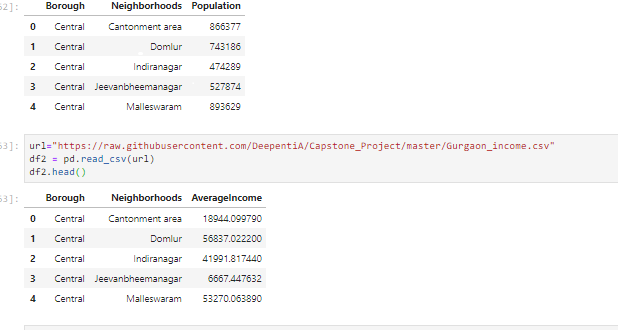 52]: Borough Neighborhoods Population
0 Central Cantonment area 866377
1 Central Domlur 743186
2 Central Indiranagar 474289
3 Central Jeevanbheemanagar 527874
4 Central Malleswaram 893629
53]: url="https://raw.githubusercontent.com/DeepentiA/Capstone_Project/master/Gurgaon_income.csv"
df2 = pd.read_csv(url)
df2.head()
53]: Borough Neighborhoods AverageIncome
0 Central Cantonment area 18944.099790
1 Central Domlur 56837.022200
2 Central Indiranagar 41991.817440
3 Central Jeevanbheemanagar 6667.447632
4 Central Malleswaram 53270.063890